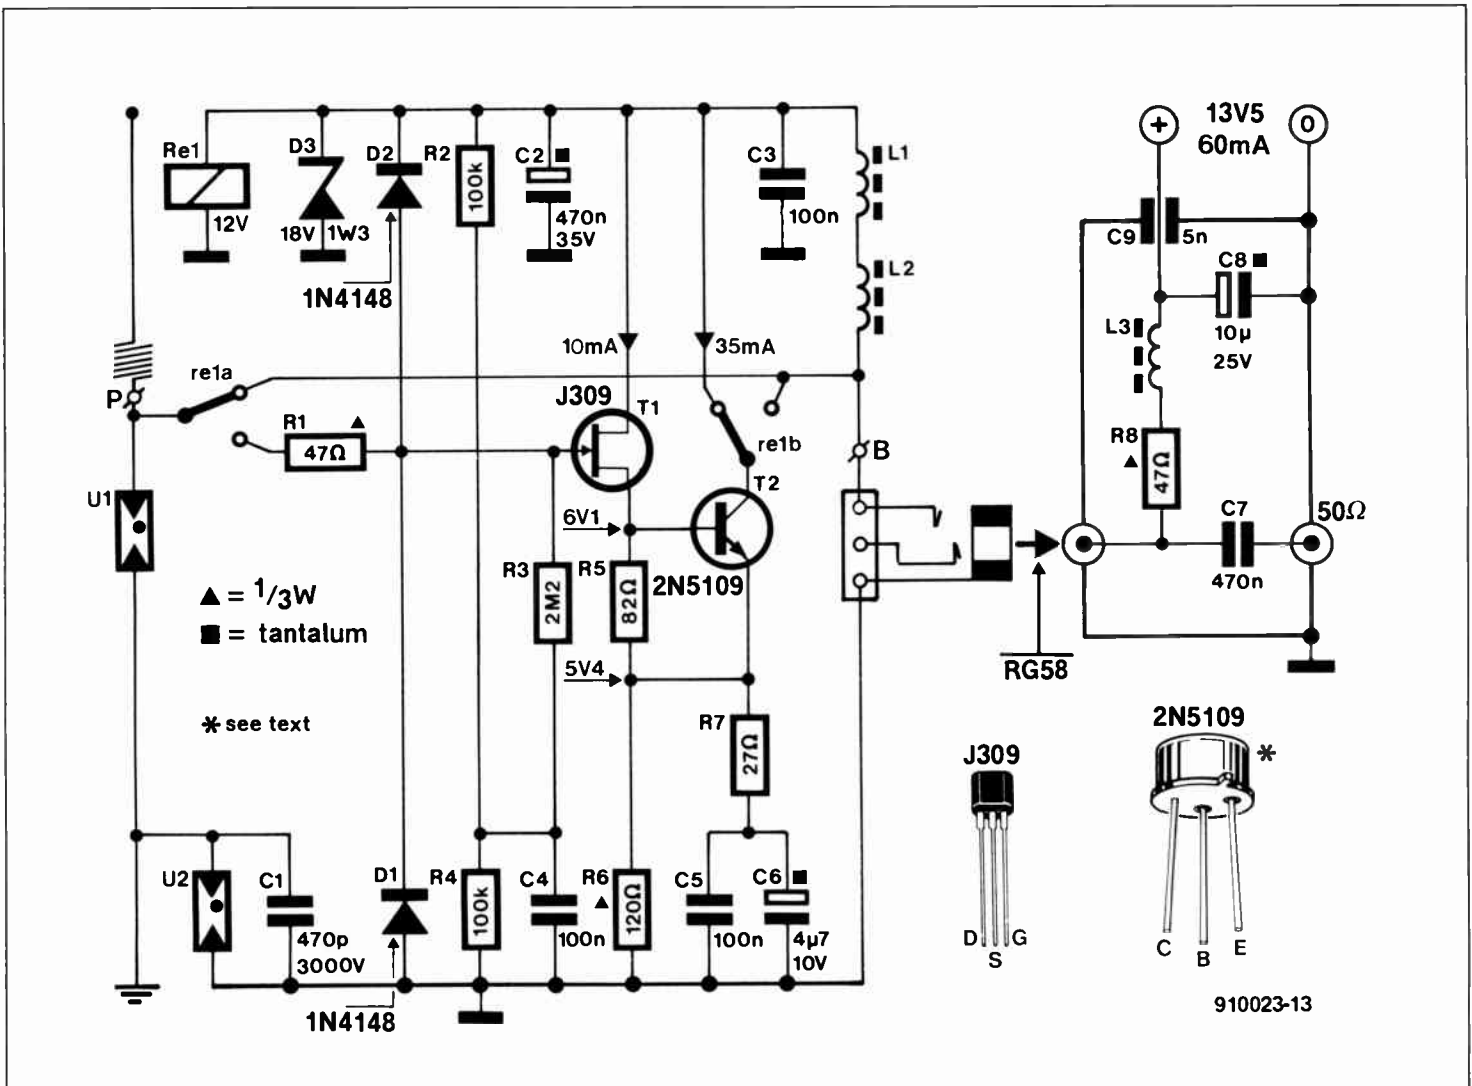 Re1
12V
D3
18V 1W3
D2
1N4148
R2
100k
C2
470n
35V
C3
100n
L1
L2
re1a
P
R1
47Ω
10mA
35mA
J309
T1
re1b
T2
2N5109
6V1
5V4
B
U1
▲ = 1/3W
■ = tantalum
* see text
R3
2M2
R5
82Ω
R7
27Ω
U2
C1
470p
3000V
D1
1N4148
R4
100k
C4
100n
R6
120Ω
C5
100n
C6
4µ7
10V
+
13V5
60mA
0
C9
5n
C8
10µ
25V
L3
R8
47Ω
C7
470n
50Ω
RG58
J309
D
S
G
2N5109
*
C
B
E
910023-13